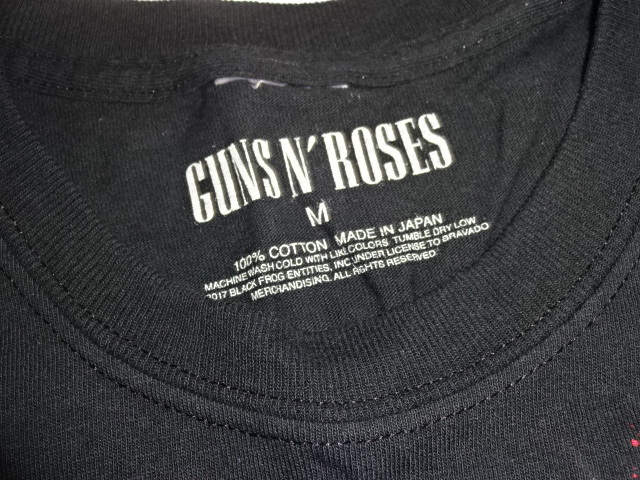 GUNS N' ROSES
M
100% COTTON MADE IN JAPAN
MACHINE WASH COLD WITH LIKE COLORS. TUMBLE DRY LOW
2017 BLACK FROG ENTITIES, INC UNDER LICENSE TO BRAVADO
MERCHANDISING. ALL RIGHTS RESERVED